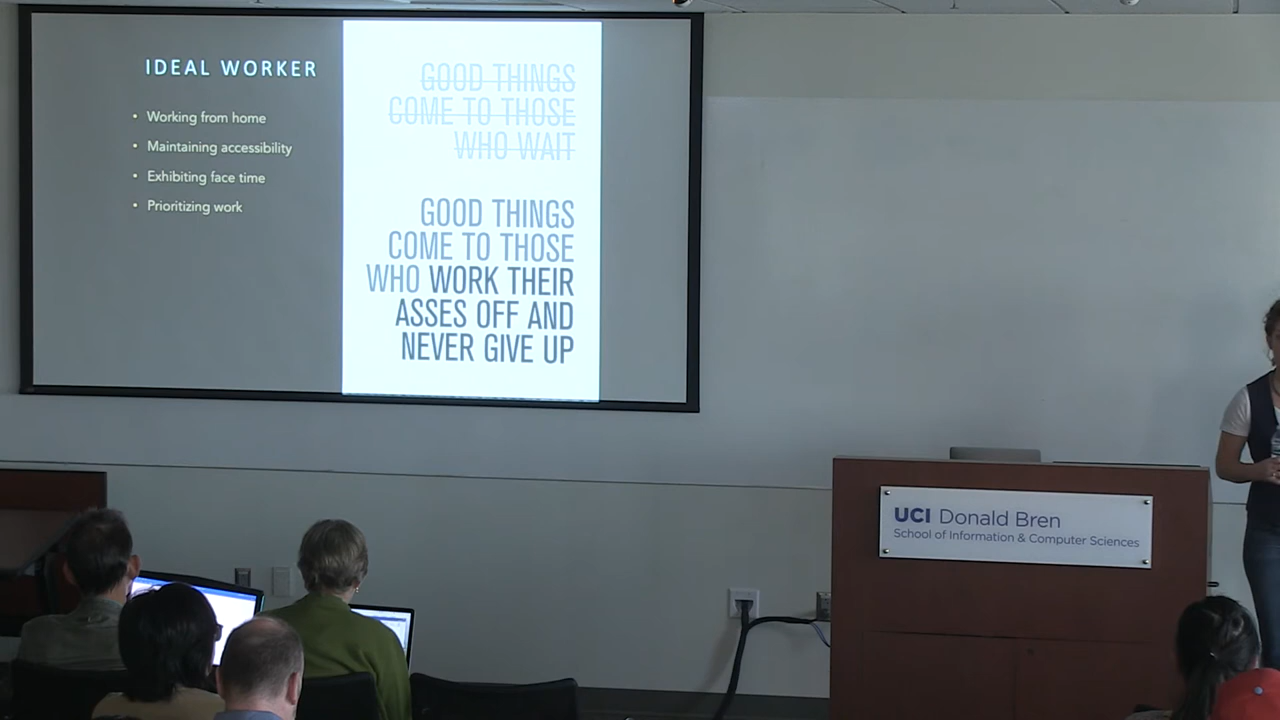 IDEAL WORKER
• Working from home
• Maintaining accessibility
• Exhibiting face time
• Prioritizing work
GOOD THINGS
COME TO THOSE
WHO WAIT
GOOD THINGS
COME TO THOSE
WHO WORK THEIR
ASSES OFF AND
NEVER GIVE UP
UCI Donald Bren
School of Information & Computer Sciences